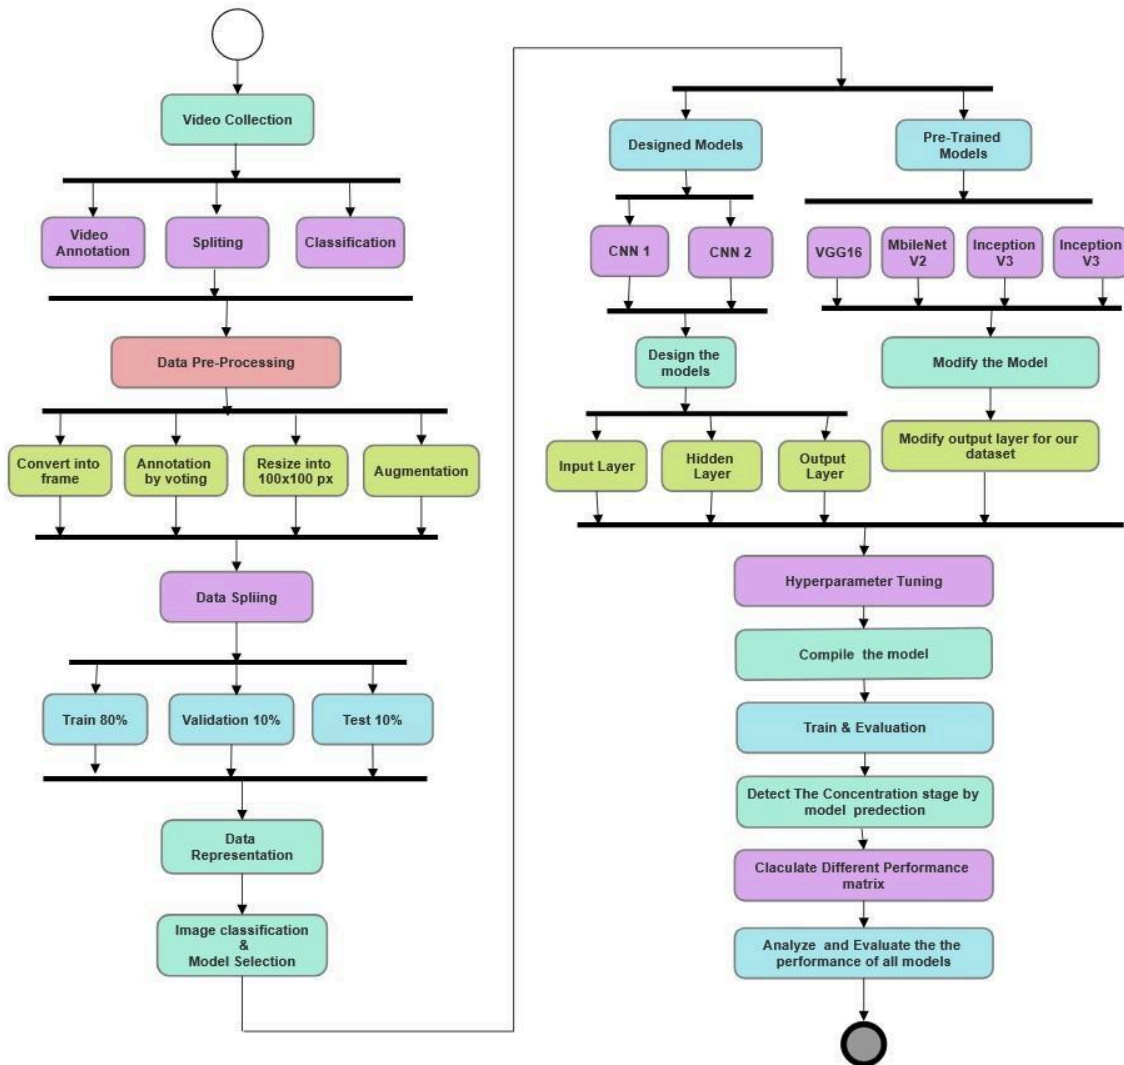 Video Collection
Video
Annotation
Spliting
Classification
Data Pre-Processing
Convert into
frame
Annotation
by voting
Resize into
100x100 px
Augmentation
Data Spliing
Train 80%
Validation 10%
Test 10%
Data
Representation
Image classification
&
Model Selection
Designed Models
Pre-Trained
Models
CNN 1
CNN 2
VGG16
MbileNet
V2
Inception
V3
Inception
V3
Design the
models
Modify the Model
Input Layer
Hidden
Layer
Output
Layer
Modify output layer for our
dataset
Hyperparameter Tuning
Compile the model
Train & Evaluation
Detect The Concentration stage by
model predection
Claculate Different Performance
matrix
Analyze and Evaluate the the
performance of all models